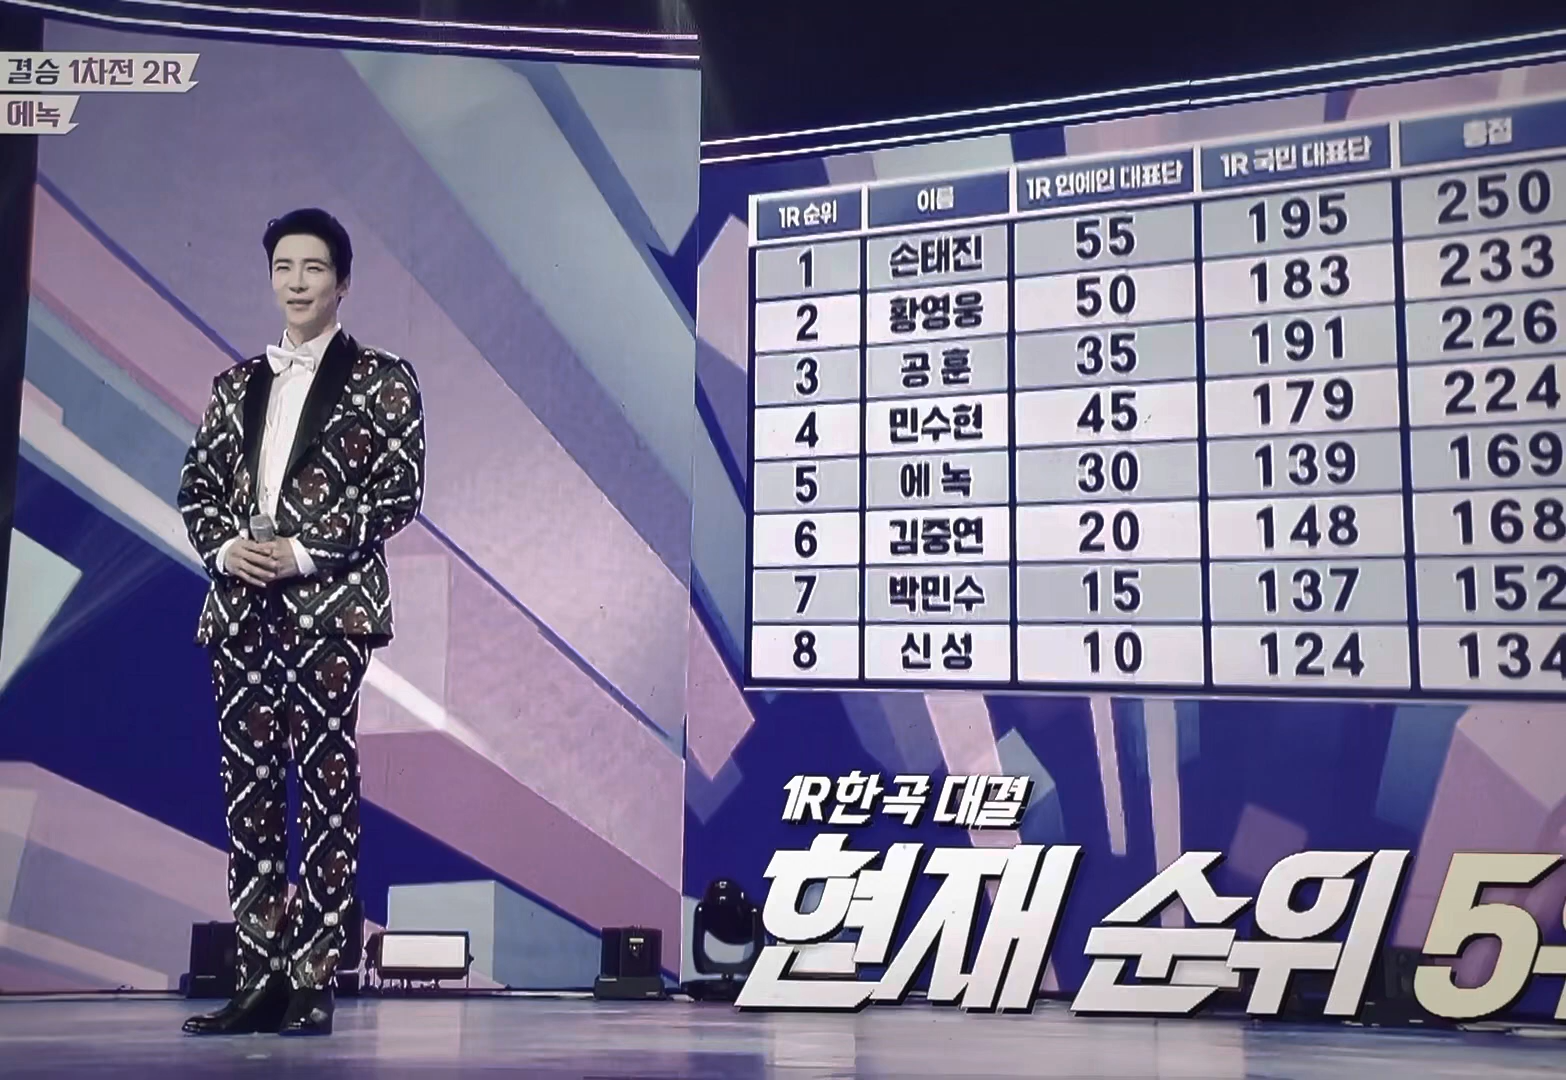 결승 1차전 2R
에녹
1R 순위 이름 1R 연예인 대표단 1R 국민 대표단 총점
1 손태진 55 195 250
2 황영웅 50 183 233
3 공훈 35 191 226
4 민수현 45 179 224
5 에녹 30 139 169
6 김중연 20 148 168
7 박민수 15 137 152
8 신성 10 124 134
1R 한 곡 대결
현재 순위 5